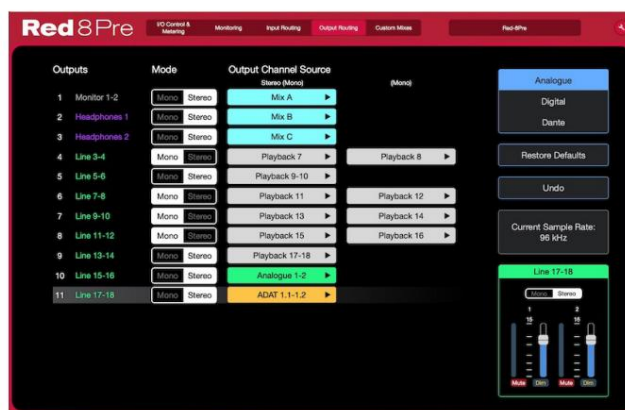 Red 8Pre
I/O Control & Metering
Monitoring
Input Routing
Output Routing
Custom Mixes
Red-8Pre
Outputs Mode Output Channel Source
Stereo (Mono) (Mono)
1 Monitor 1-2 Mono Stereo Mix A
2 Headphones 1 Mono Stereo Mix B
3 Headphones 2 Mono Stereo Mix C
4 Line 3-4 Mono Stereo Playback 7 Playback 8
5 Line 5-6 Mono Stereo Playback 9-10
6 Line 7-8 Mono Stereo Playback 11 Playback 12
7 Line 9-10 Mono Stereo Playback 13 Playback 14
8 Line 11-12 Mono Stereo Playback 15 Playback 16
9 Line 13-14 Mono Stereo Playback 17-18
10 Line 15-16 Mono Stereo Analogue 1-2
11 Line 17-18 Mono Stereo ADAT 1.1-1.2
Analogue
Digital
Dante
Restore Defaults
Undo
Current Sample Rate:
96 kHz
Line 17-18
Mono Stereo
1 2
15 15
Mute Dim Mute Dim